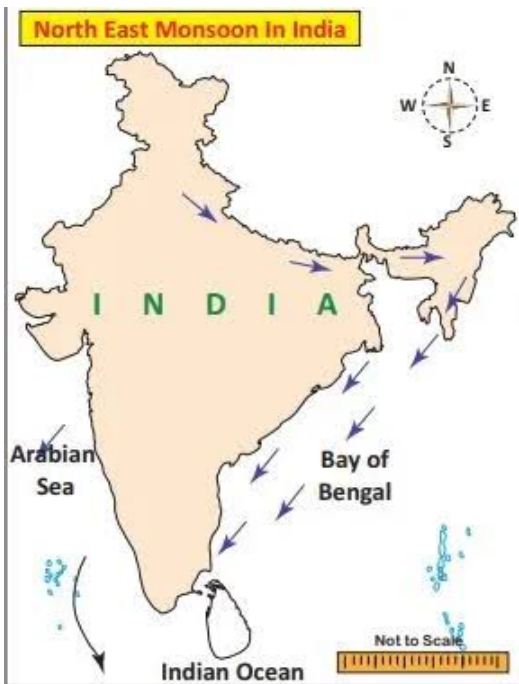 North East Monsoon In India
N
W E
S
I N D I A
Arabian
Sea
Bay of
Bengal
Not to Scale
Indian Ocean